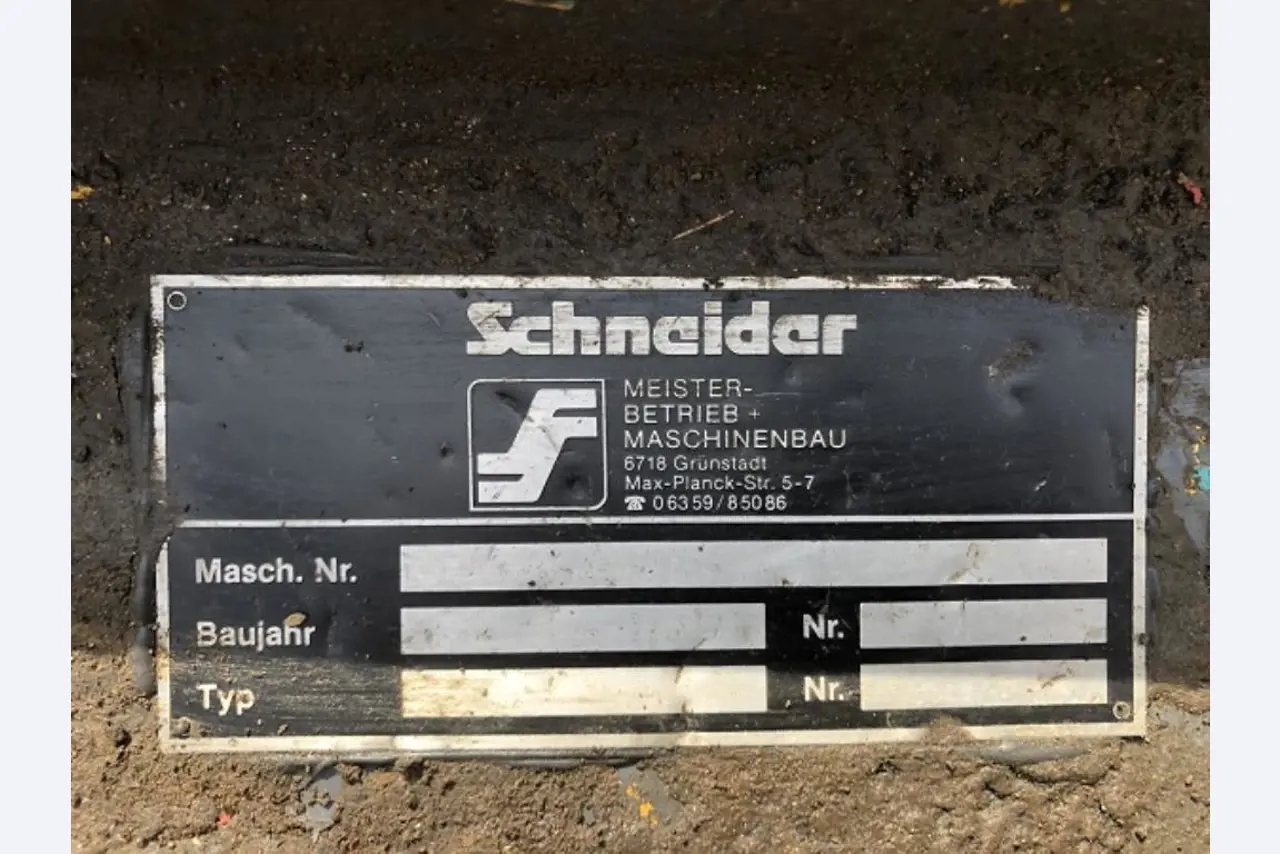 Schneider
MEISTER-
BETRIEB +
MASCHINENBAU
6718 Grünstadt
Max-Planck-Str. 5-7
☎ 06359/85086
Masch. Nr.
Baujahr
Nr.
Typ
Nr.